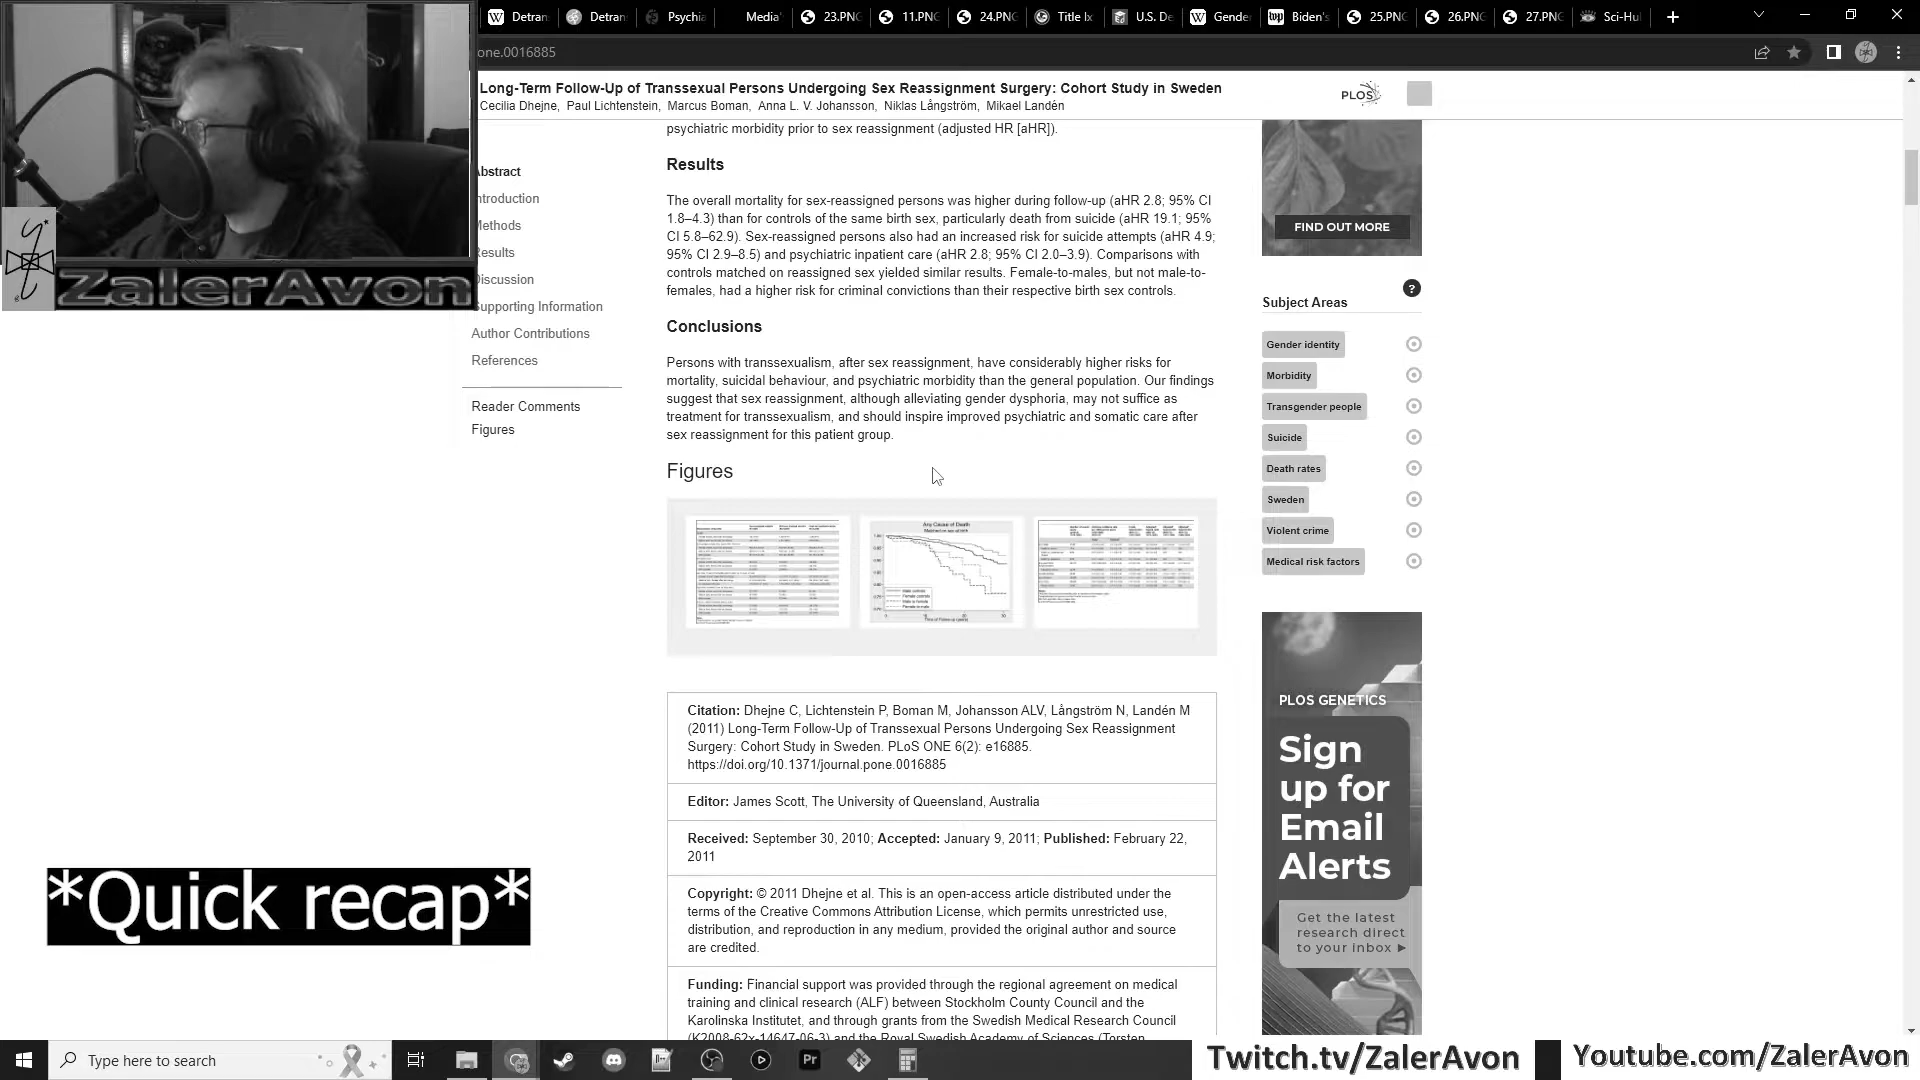 Detran
Detran
Psychia
Media'
23.PNG
11.PNG
24.PNG
Title Ix
U.S. De
Gende
Biden's
25.PNG
26.PNG
27.PNG
Sci-Hu
one.0016885
Long-Term Follow-Up of Transsexual Persons Undergoing Sex Reassignment Surgery: Cohort Study in Sweden
Cecilia Dhejne, Paul Lichtenstein, Marcus Boman, Anna L. V. Johansson, Niklas Långström, Mikael Landén
PLOS
ZalerAvon
Abstract
Introduction
Methods
Results
Discussion
Supporting Information
Author Contributions
References
Reader Comments
Figures
psychiatric morbidity prior to sex reassignment (adjusted HR [aHR]).
Results
The overall mortality for sex-reassigned persons was higher during follow-up (aHR 2.8; 95% CI
1.8–4.3) than for controls of the same birth sex, particularly death from suicide (aHR 19.1; 95%
CI 5.8–62.9). Sex-reassigned persons also had an increased risk for suicide attempts (aHR 4.9;
95% CI 2.9–8.5) and psychiatric inpatient care (aHR 2.8; 95% CI 2.0–3.9). Comparisons with
controls matched on reassigned sex yielded similar results. Female-to-males, but not male-to-
females, had a higher risk for criminal convictions than their respective birth sex controls.
Conclusions
Persons with transsexualism, after sex reassignment, have considerably higher risks for
mortality, suicidal behaviour, and psychiatric morbidity than the general population. Our findings
suggest that sex reassignment, although alleviating gender dysphoria, may not suffice as
treatment for transsexualism, and should inspire improved psychiatric and somatic care after
sex reassignment for this patient group.
Figures
Any Cause of Death
Citation: Dhejne C, Lichtenstein P, Boman M, Johansson ALV, Långström N, Landén M
(2011) Long-Term Follow-Up of Transsexual Persons Undergoing Sex Reassignment
Surgery: Cohort Study in Sweden. PLoS ONE 6(2): e16885.
https://doi.org/10.1371/journal.pone.0016885
Editor: James Scott, The University of Queensland, Australia
Received: September 30, 2010; Accepted: January 9, 2011; Published: February 22,
2011
Copyright: © 2011 Dhejne et al. This is an open-access article distributed under the
terms of the Creative Commons Attribution License, which permits unrestricted use,
distribution, and reproduction in any medium, provided the original author and source
are credited.
Funding: Financial support was provided through the regional agreement on medical
training and clinical research (ALF) between Stockholm County Council and the
Karolinska Institutet, and through grants from the Swedish Medical Research Council
(K2008-62x-14647-06-3) and the Royal Swedish Academy of Sciences (Torsten
FIND OUT MORE
Subject Areas
?
Gender identity
Morbidity
Transgender people
Suicide
Death rates
Sweden
Violent crime
Medical risk factors
PLOS GENETICS
Sign
up for
Email
Alerts
Get the latest
research direct
to your inbox
*Quick recap*
Type here to search
Pr
Twitch.tv/ZalerAvon
Youtube.com/ZalerAvon